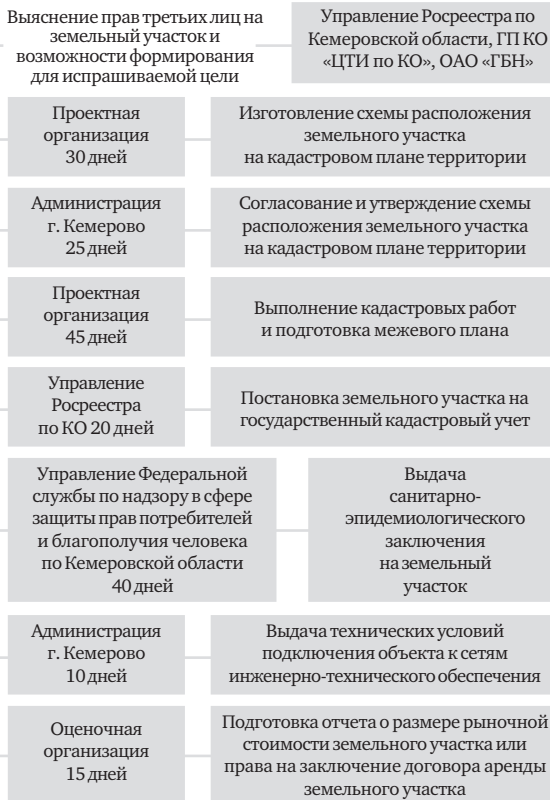 Выяснение прав третьих лиц на
земельный участок и
возможности формирования
для испрашиваемой цели
Управление Росреестра по
Кемеровской области, ГП КО
«ЦТИ по КО», ОАО «ГБН»
Проектная
организация
30 дней
Изготовление схемы расположения
земельного участка
на кадастровом плане территории
Администрация
г. Кемерово
25 дней
Согласование и утверждение схемы
расположения земельного участка
на кадастровом плане территории
Проектная
организация
45 дней
Выполнение кадастровых работ
и подготовка межевого плана
Управление
Росреестра
по КО 20 дней
Постановка земельного участка на
государственный кадастровый учет
Управление Федеральной
службы по надзору в сфере
защиты прав потребителей
и благополучия человека
по Кемеровской области
40 дней
Выдача
санитарно-
эпидемиологического
заключения
на земельный
участок
Администрация
г. Кемерово
10 дней
Выдача технических условий
подключения объекта к сетям
инженерно-технического обеспечения
Оценочная
организация
15 дней
Подготовка отчета о размере рыночной
стоимости земельного участка или
права на заключение договора аренды
земельного участка